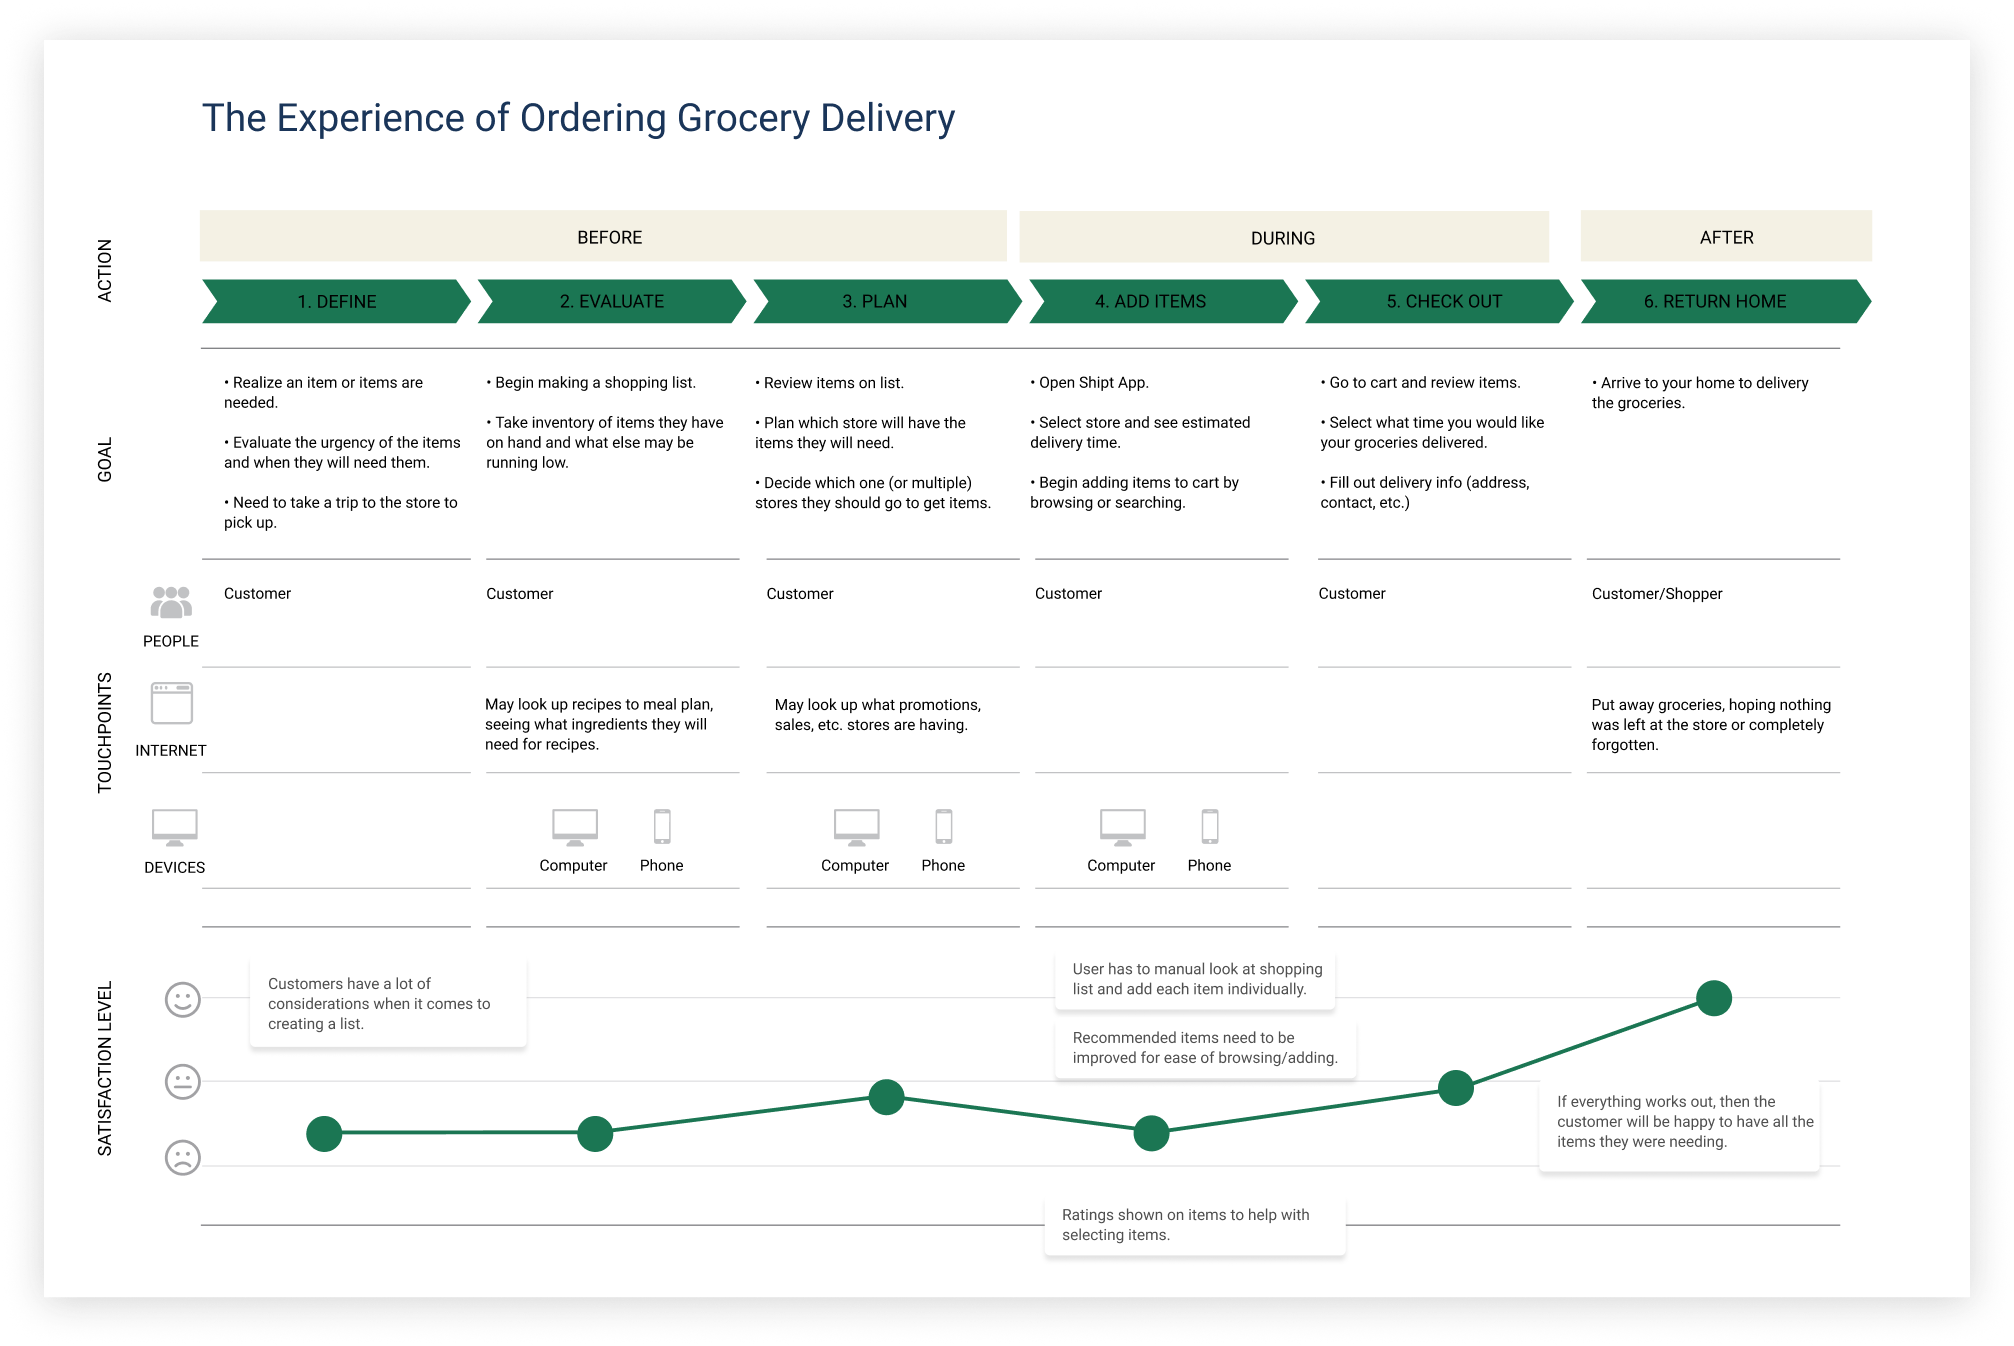 The Experience of Ordering Grocery Delivery
ACTION
BEFORE
DURING
AFTER
1. DEFINE
2. EVALUATE
3. PLAN
4. ADD ITEMS
5. CHECK OUT
6. RETURN HOME
GOAL
• Realize an item or items are
needed.
• Evaluate the urgency of the items
and when they will need them.
• Need to take a trip to the store to
pick up.
• Begin making a shopping list.
• Take inventory of items they have
on hand and what else may be
running low.
• Review items on list.
• Plan which store will have the
items they will need.
• Decide which one (or multiple)
stores they should go to get items.
• Open Shipt App.
• Select store and see estimated
delivery time.
• Begin adding items to cart by
browsing or searching.
• Go to cart and review items.
• Select what time you would like
your groceries delivered.
• Fill out delivery info (address,
contact, etc.)
• Arrive to your home to delivery
the groceries.
TOUCHPOINTS
PEOPLE
Customer
Customer
Customer
Customer
Customer
Customer/Shopper
INTERNET
May look up recipes to meal plan,
seeing what ingredients they will
need for recipes.
May look up what promotions,
sales, etc. stores are having.
Put away groceries, hoping nothing
was left at the store or completely
forgotten.
DEVICES
Computer
Phone
Computer
Phone
Computer
Phone
SATISFACTION LEVEL
Customers have a lot of
considerations when it comes to
creating a list.
User has to manual look at shopping
list and add each item individually.
Recommended items need to be
improved for ease of browsing/adding.
If everything works out, then the
customer will be happy to have all the
items they were needing.
Ratings shown on items to help with
selecting items.